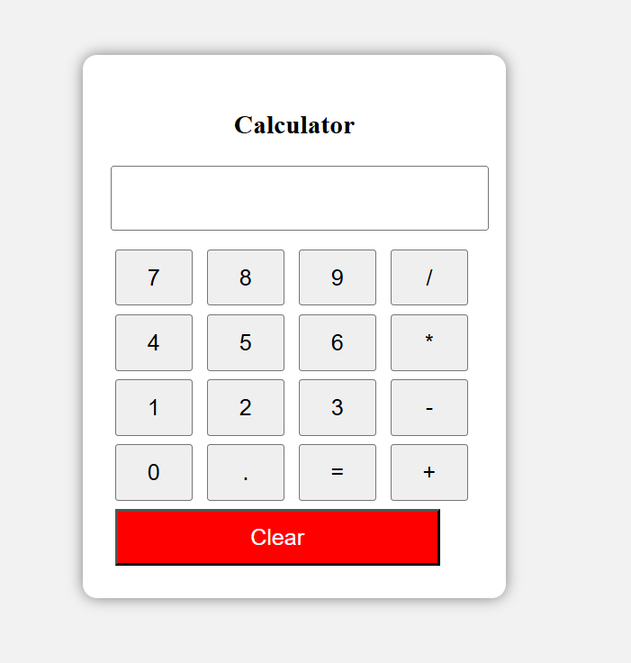 Calculator
7 8 9 /
4 5 6 *
1 2 3 -
0 . = +
Clear